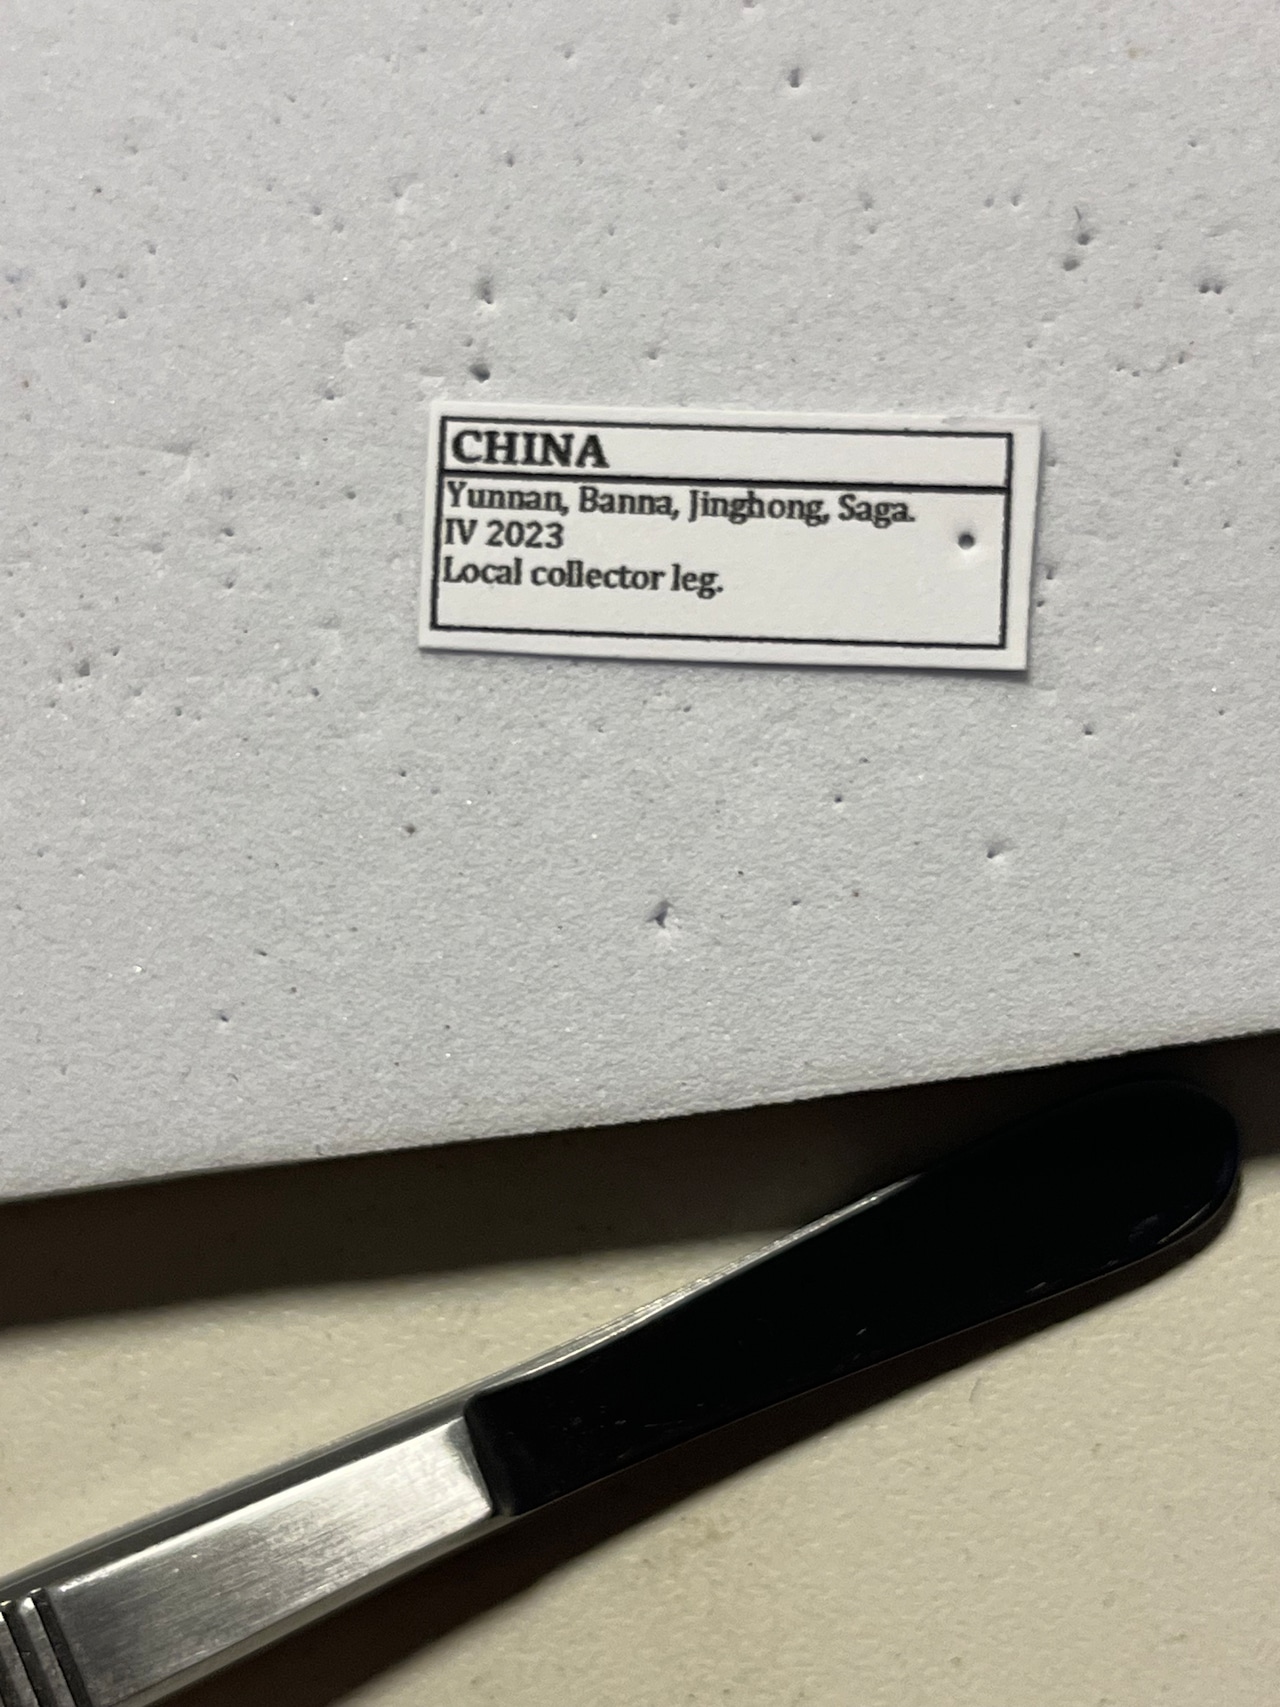 CHINA
Yunnan, Banna, Jinghong, Saga.
IV 2023
Local collector leg.